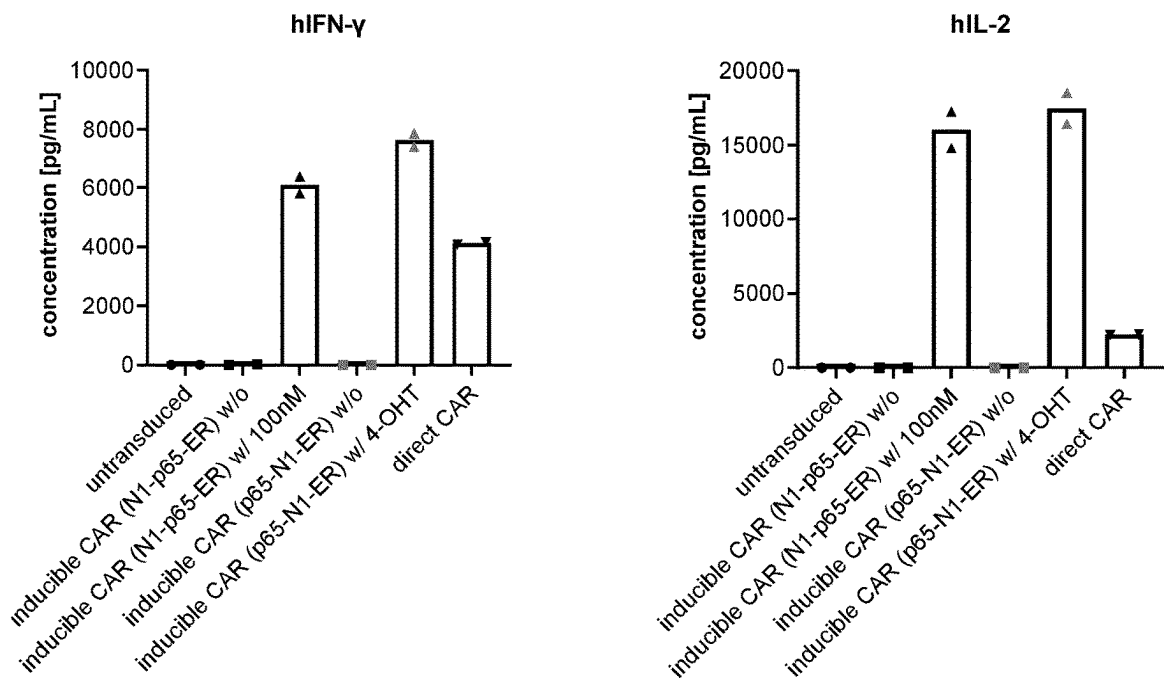 hIFN-γ
concentration [pg/mL]
10000
8000
6000
4000
2000
0
untransduced
inducible CAR (N1-p65-ER) w/o
inducible CAR (N1-p65-ER) w/ 100nM
inducible CAR (p65-N1-ER) w/o
inducible CAR (p65-N1-ER) w/ 4-OHT
direct CAR
hIL-2
concentration [pg/mL]
20000
15000
10000
5000
0
untransduced
inducible CAR (N1-p65-ER) w/o
inducible CAR (N1-p65-ER) w/ 100nM
inducible CAR (p65-N1-ER) w/o
inducible CAR (p65-N1-ER) w/ 4-OHT
direct CAR